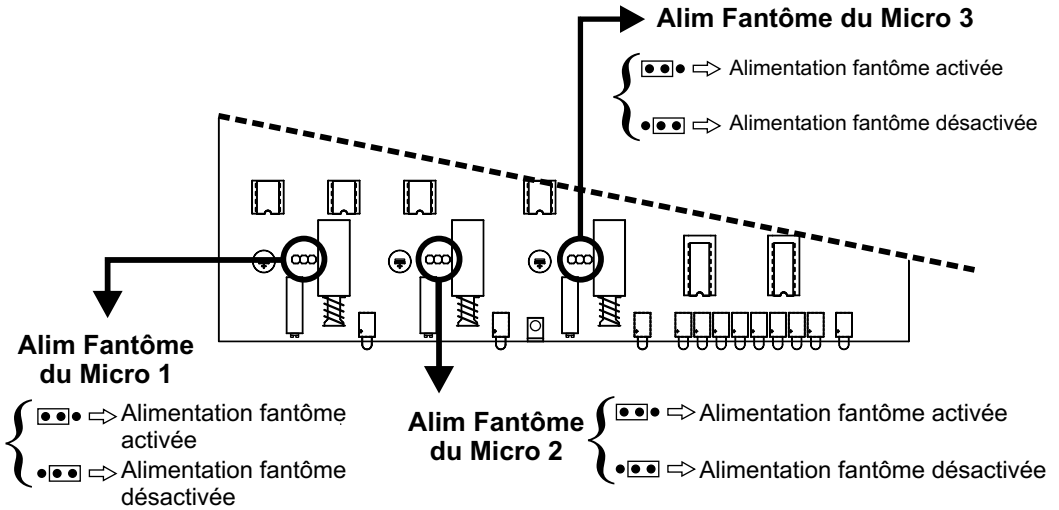 Alim Fantôme du Micro 3
Alimentation fantôme activée
Alimentation fantôme désactivée
Alim Fantôme
du Micro 1
Alimentation fantôme
activée
Alimentation fantôme
désactivée
Alim Fantôme
du Micro 2
Alimentation fantôme activée
Alimentation fantôme désactivée